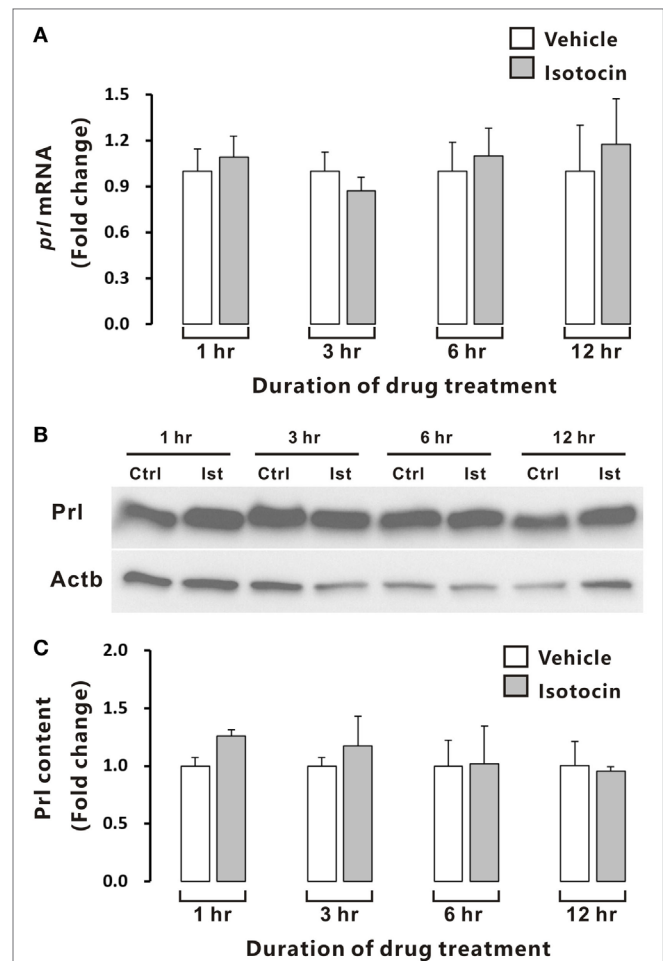 A
Vehicle
Isotocin
prl mRNA
(Fold change)
1.5
1.2
0.9
0.6
0.3
0.0
1 hr 3 hr 6 hr 12 hr
Duration of drug treatment
B
1 hr 3 hr 6 hr 12 hr
Ctrl Ist Ctrl Ist Ctrl Ist Ctrl Ist
Prl
Actb
C
Vehicle
Isotocin
Prl content
(Fold change)
2.0
1.5
1.0
0.5
0.0
1 hr 3 hr 6 hr 12 hr
Duration of drug treatment